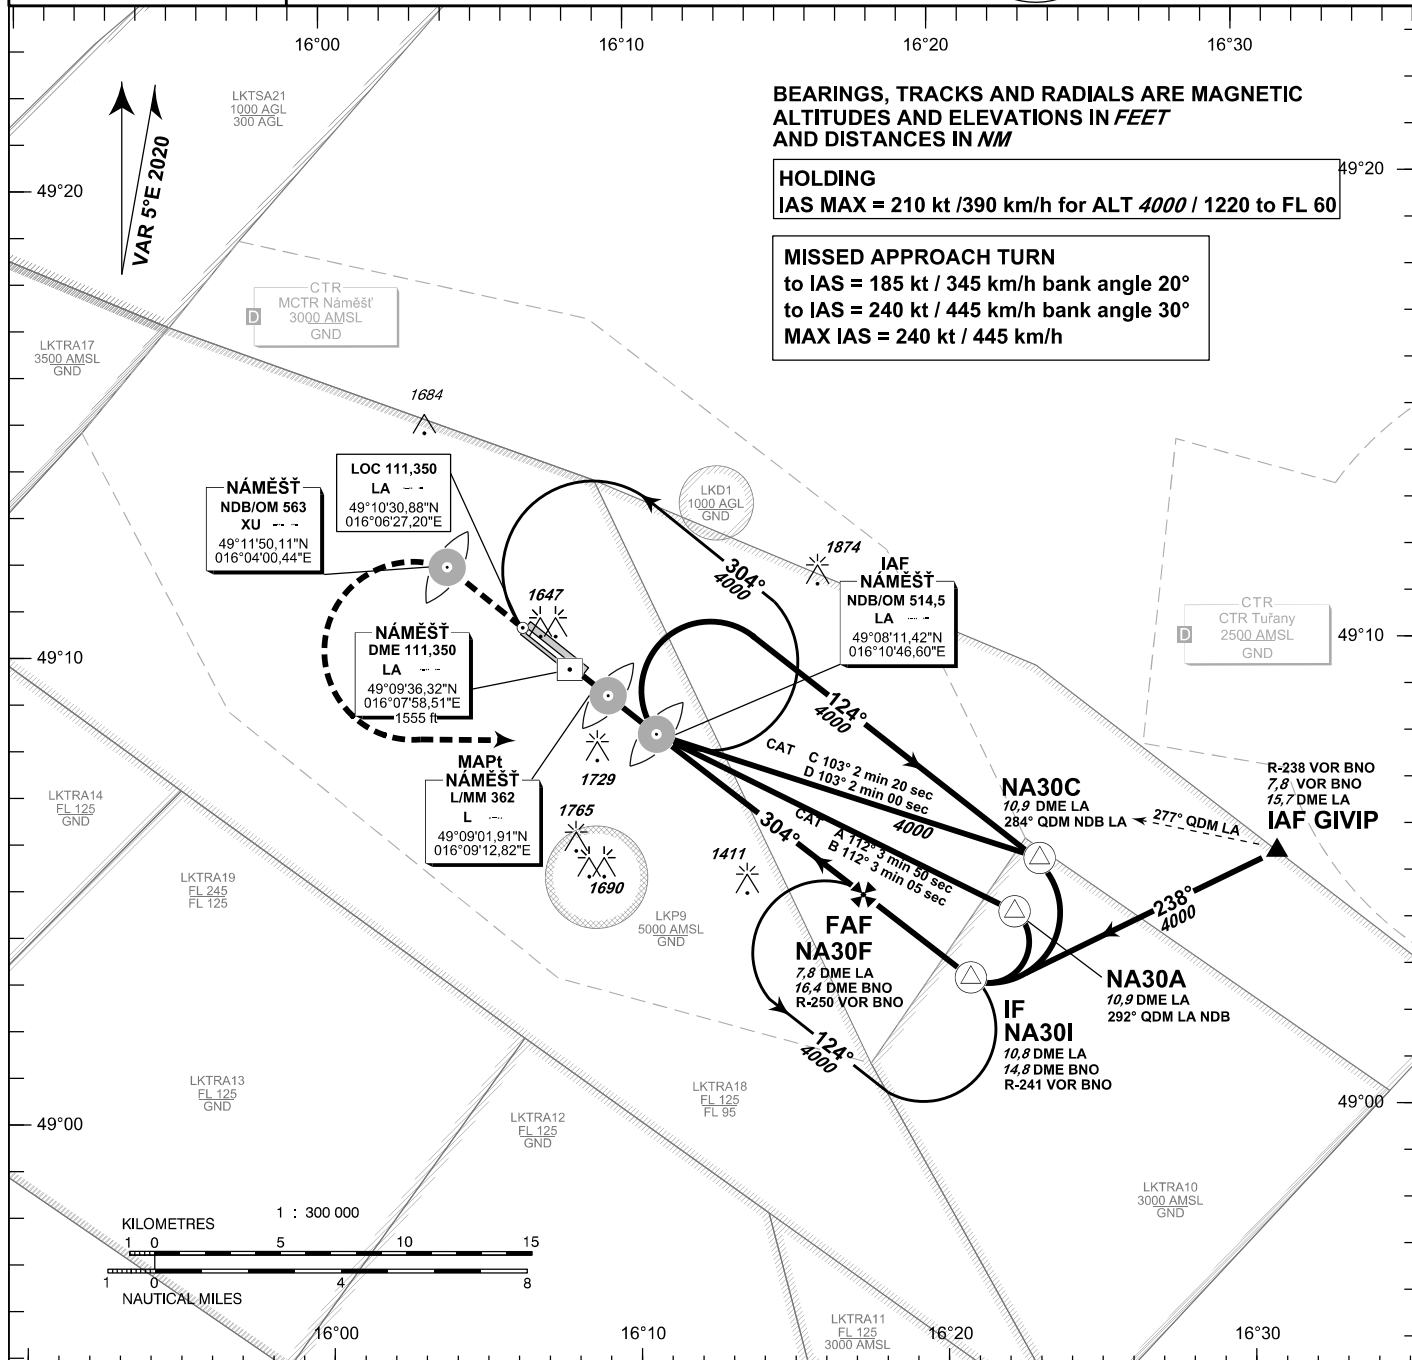 16°00
16°10
16°20
16°30
VAR 5°E 2020
LKTSA21
1000 AGL
300 AGL
BEARINGS, TRACKS AND RADIALS ARE MAGNETIC
ALTITUDES AND ELEVATIONS IN FEET
AND DISTANCES IN NM
HOLDING
IAS MAX = 210 kt /390 km/h for ALT 4000 / 1220 to FL 60
49°20
49°20
MISSED APPROACH TURN
to IAS = 185 kt / 345 km/h bank angle 20°
to IAS = 240 kt / 445 km/h bank angle 30°
MAX IAS = 240 kt / 445 km/h
CTR
MCTR Náměšť
3000 AMSL
GND
D
LKTRA17
3500 AMSL
GND
1684
LOC 111,350
LA
49°10'30,88"N
016°06'27,20"E
NÁMĚŠŤ
NDB/OM 563
XU
49°11'50,11"N
016°04'00,44"E
LKD1
1000 AGL
GND
1874
304°
4000
1647
IAF
NÁMĚŠŤ
NDB/OM 514,5
LA
49°08'11,42"N
016°10'46,60"E
CTR
CTR Tuřany
2500 AMSL
GND
D
49°10
49°10
NÁMĚŠŤ
DME 111,350
LA
49°09'36,32"N
016°07'58,51"E
1555 ft
124°
4000
MAPt
NÁMĚŠŤ
L/MM 362
L
49°09'01,91"N
016°09'12,82"E
1729
CAT C 103° 2 min 20 sec
D 103° 2 min 00 sec
4000
NA30C
10,9 DME LA
284° QDM NDB LA
277° QDM LA
R-238 VOR BNO
7,8 VOR BNO
15,7 DME LA
IAF GIVIP
LKTRA14
FL 125
GND
1765
1690
304°
CAT A 112° 3 min 50 sec
B 112° 3 min 05 sec
1411
LKTRA19
FL 245
FL 125
LKP9
5000 AMSL
GND
238°
4000
FAF
NA30F
7,8 DME LA
16,4 DME BNO
R-250 VOR BNO
NA30A
10,9 DME LA
292° QDM LA NDB
IF
NA30I
10,8 DME LA
14,8 DME BNO
R-241 VOR BNO
124°
4000
LKTRA13
FL 125
GND
LKTRA18
FL 125
FL 95
LKTRA12
FL 125
GND
49°00
49°00
LKTRA10
3000 AMSL
GND
1 : 300 000
KILOMETRES
1 0 5 10 15
1 0 4 8
NAUTICAL MILES
LKTRA11
FL 125
3000 AMSL
16°00
16°10
16°20
16°30